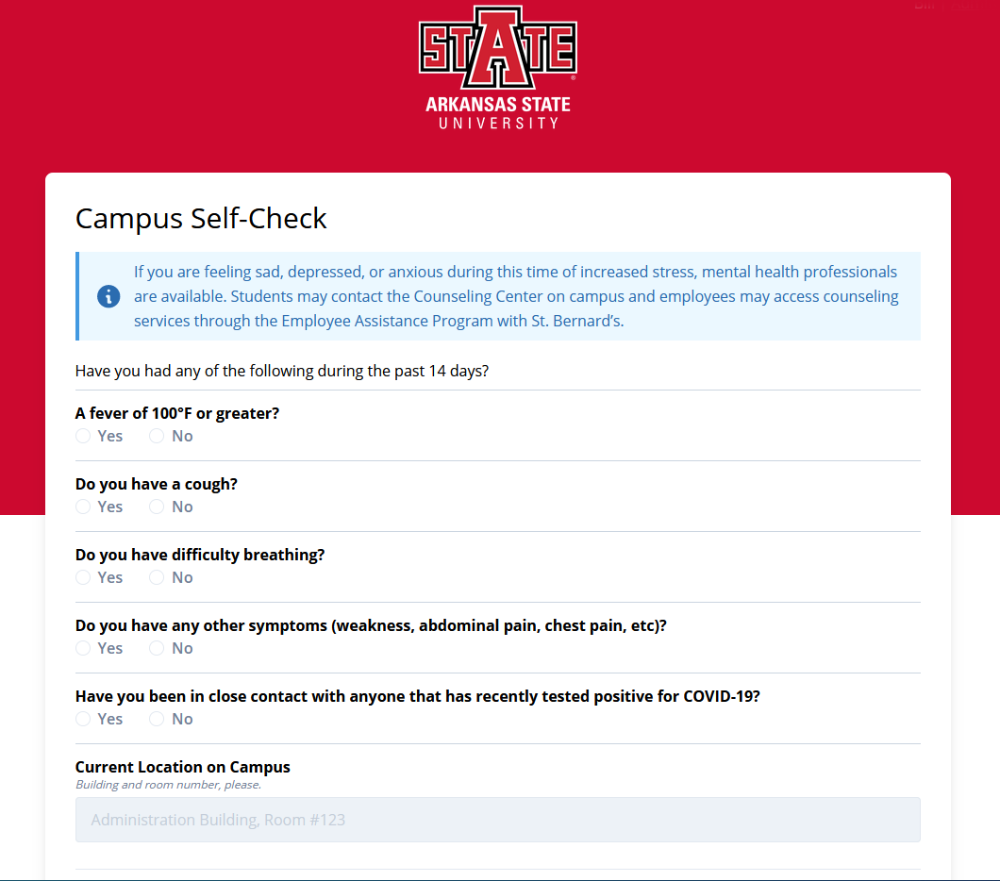 STATE
ARKANSAS STATE
UNIVERSITY
Campus Self-Check
If you are feeling sad, depressed, or anxious during this time of increased stress, mental health professionals
are available. Students may contact the Counseling Center on campus and employees may access counseling
services through the Employee Assistance Program with St. Bernard’s.
Have you had any of the following during the past 14 days?
A fever of 100°F or greater?
Yes No
Do you have a cough?
Yes No
Do you have difficulty breathing?
Yes No
Do you have any other symptoms (weakness, abdominal pain, chest pain, etc)?
Yes No
Have you been in close contact with anyone that has recently tested positive for COVID-19?
Yes No
Current Location on Campus
Building and room number, please.
Administration Building, Room #123